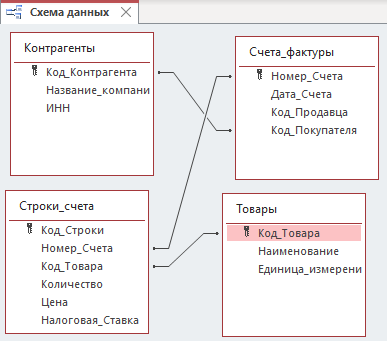 Схема данных
Контрагенты
Код_Контрагента
Название_компани
ИНН
Счета_фактуры
Номер_Счета
Дата_Счета
Код_Продавца
Код_Покупателя
Строки_счета
Код_Строки
Номер_Счета
Код_Товара
Количество
Цена
Налоговая_Ставка
Товары
Код_Товара
Наименование
Единица_измерени